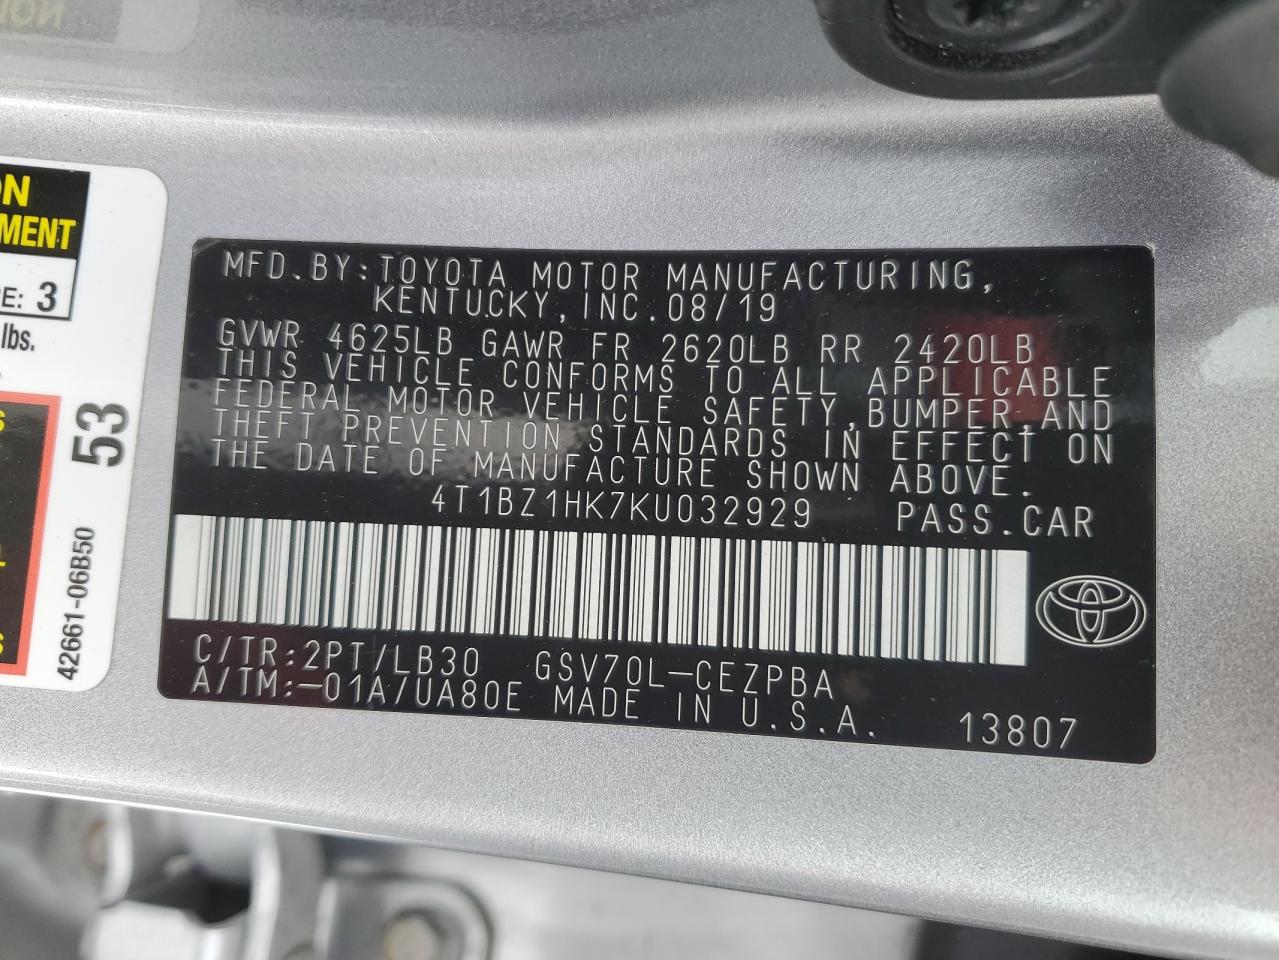 ON
MENT
RE: 3
lbs.
S
S
53
42661-06B50
MFD.BY:TOYOTA MOTOR MANUFACTURING,
KENTUCKY,INC.08/19
GVWR 4625LB GAWR FR 2620LB RR 2420LB
THIS VEHICLE CONFORMS TO ALL APPLICABLE
FEDERAL MOTOR VEHICLE SAFETY,BUMPER,AND
THEFT PREVENTION STANDARDS IN EFFECT ON
THE DATE OF MANUFACTURE SHOWN ABOVE.
4T1BZ1HK7KU032929 PASS.CAR
C/TR:2PT/LB30 GSV70L-CEZPBA
A/TM:-01A/UA80E MADE IN U.S.A. 13807